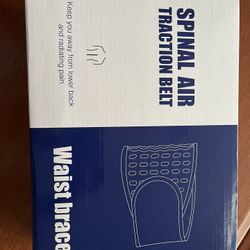 SPINAL AIR
TRACTION BELT
Keep you away from lower back
and radiating pain
Waist brace